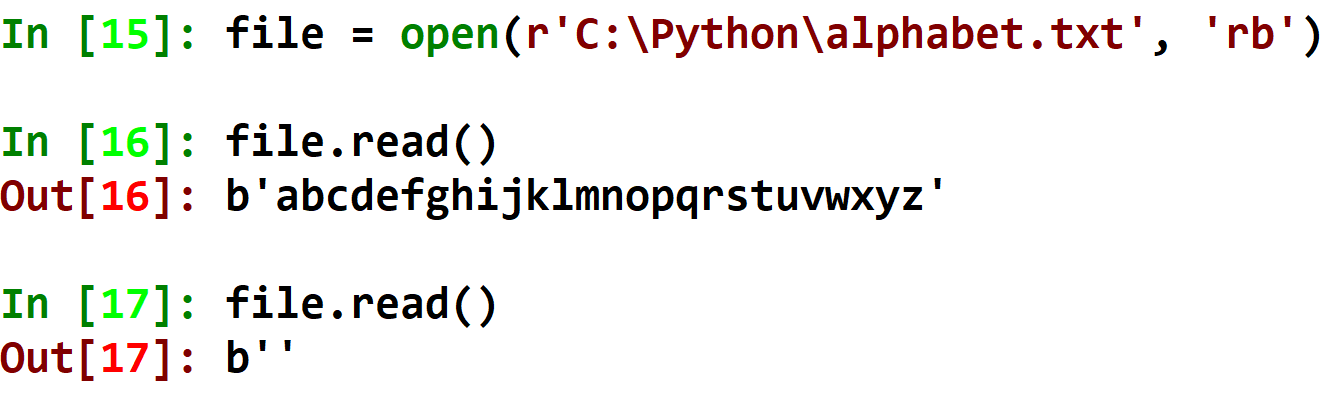 In [15]: file = open(r'C:\Python\alphabet.txt', 'rb')
In [16]: file.read()
Out[16]: b'abcdefghijklmnopqrstuvwxyz'
In [17]: file.read()
Out[17]: b''